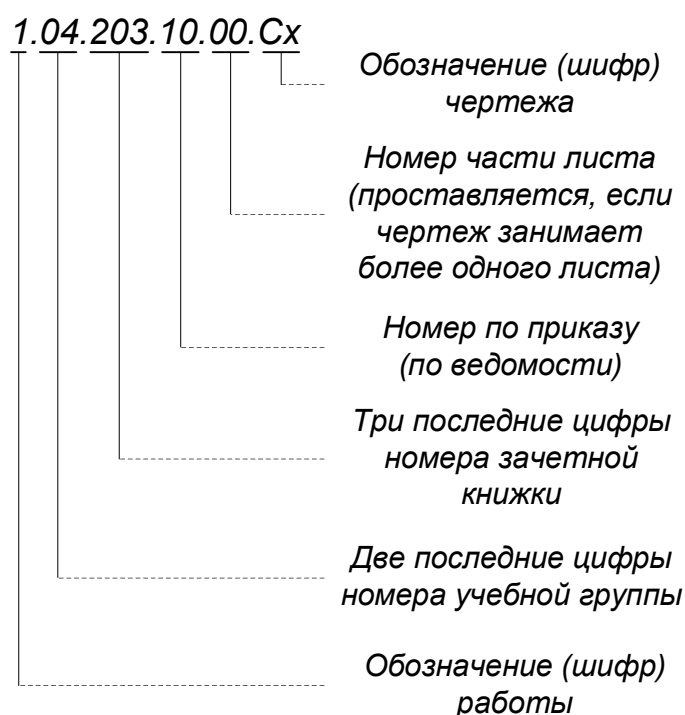 1.04.203.10.00.Сх
Обозначение (шифр)
чертежа
Номер части листа
(проставляется, если
чертеж занимает
более одного листа)
Номер по приказу
(по ведомости)
Три последние цифры
номера зачетной
книжки
Две последние цифры
номера учебной группы
Обозначение (шифр)
работы